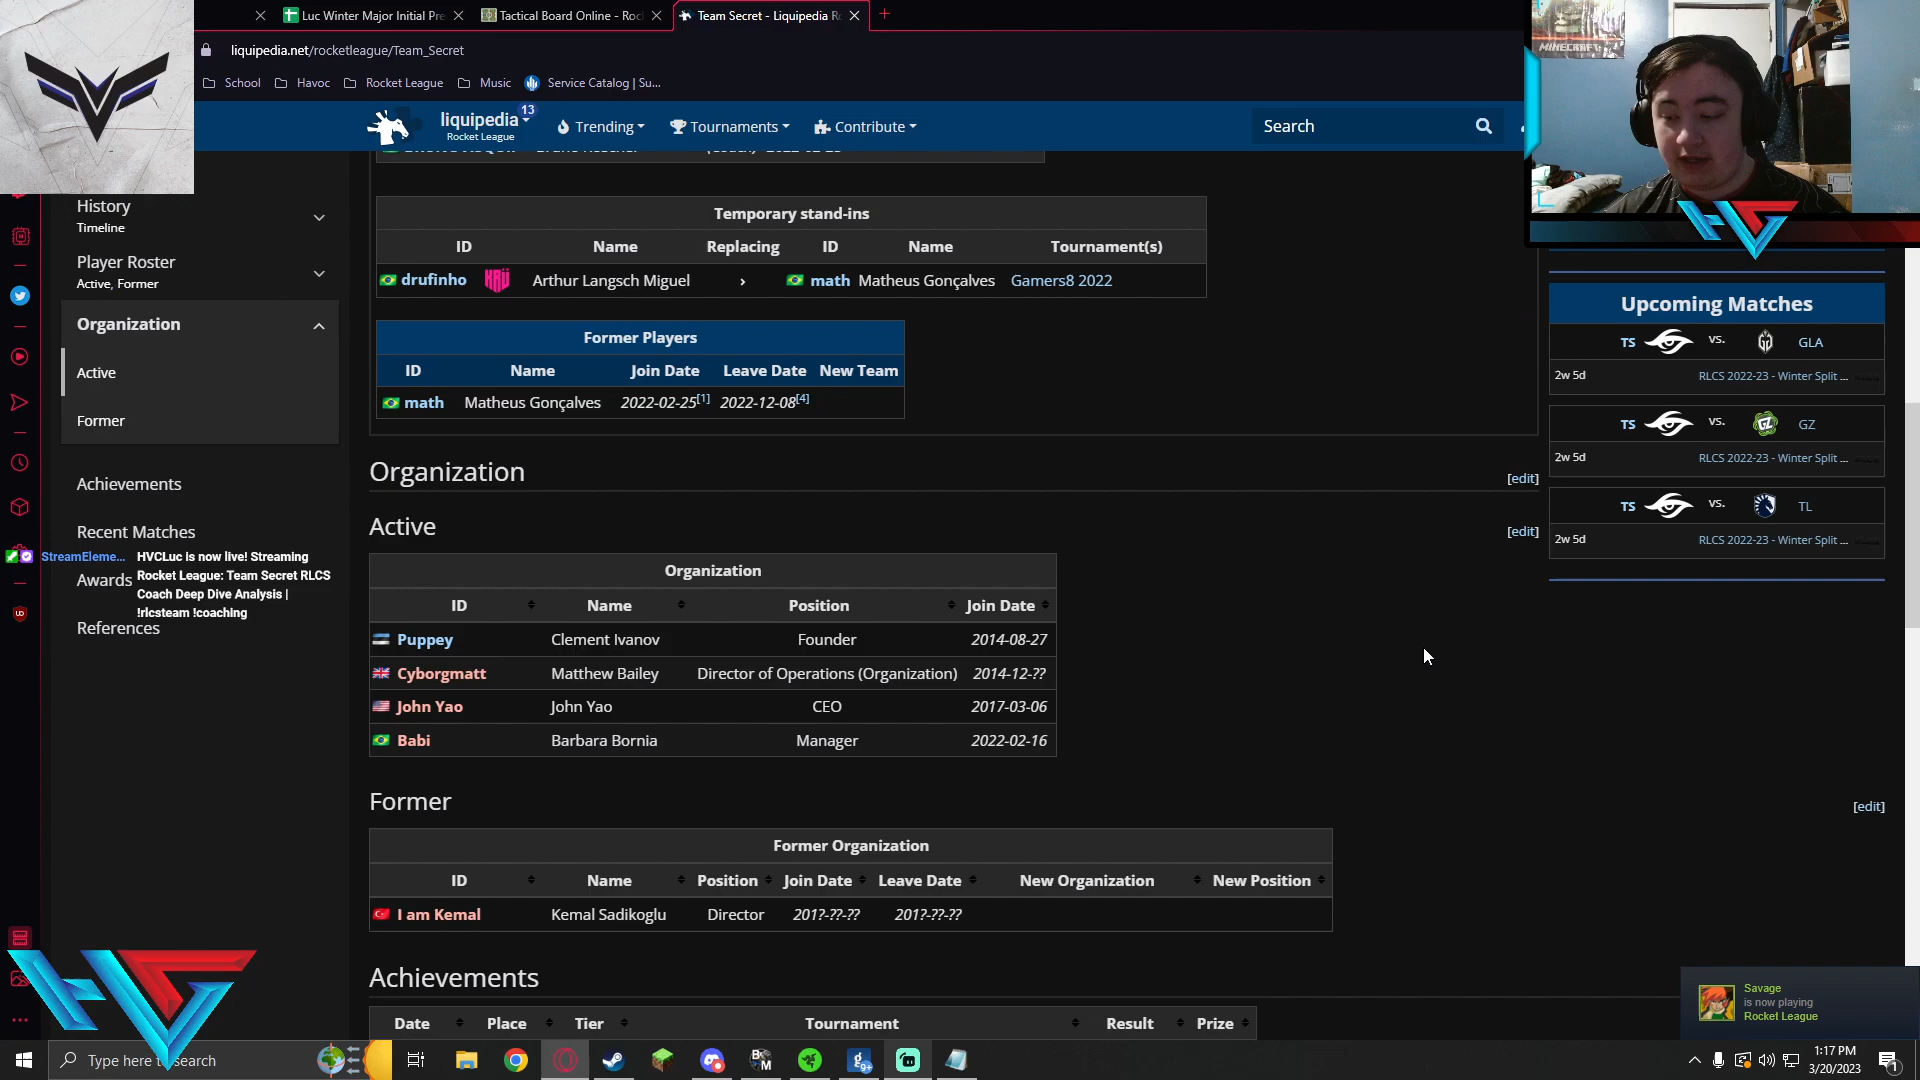 Luc Winter Major Initial Pre
Tactical Board Online - Roc
Team Secret - Liquipedia R
liquipedia.net/rocketleague/Team_Secret
School
Havoc
Rocket League
Music
Service Catalog | Su...
MINECRAFT
liquipedia
Rocket League
13
Trending
Tournaments
Contribute
Search
History
Timeline
Player Roster
Active, Former
Organization
Active
Former
Achievements
Recent Matches
Awards
References
StreamEleme...
HVCLuc is now live! Streaming
Rocket League: Team Secret RLCS
Coach Deep Dive Analysis |
!rlcsteam !coaching
Temporary stand-ins
ID Name Replacing ID Name Tournament(s)
drufinho Arthur Langsch Miguel › math Matheus Gonçalves Gamers8 2022
Former Players
ID Name Join Date Leave Date New Team
math Matheus Gonçalves 2022-02-25[1] 2022-12-08[4]
Organization
[edit]
Active
[edit]
Organization
ID Name Position Join Date
Puppey Clement Ivanov Founder 2014-08-27
Cyborgmatt Matthew Bailey Director of Operations (Organization) 2014-12-??
John Yao John Yao CEO 2017-03-06
Babi Barbara Bornia Manager 2022-02-16
Former
[edit]
Former Organization
ID Name Position Join Date Leave Date New Organization New Position
I am Kemal Kemal Sadikoglu Director 201?-??-?? 201?-??-??
Achievements
Date Place Tier Tournament Result Prize
Upcoming Matches
TS vs. GLA
2w 5d RLCS 2022-23 - Winter Split ...
TS vs. GZ
2w 5d RLCS 2022-23 - Winter Split ...
TS vs. TL
2w 5d RLCS 2022-23 - Winter Split ...
Savage
is now playing
Rocket League
Type here to search
1:17 PM
3/20/2023